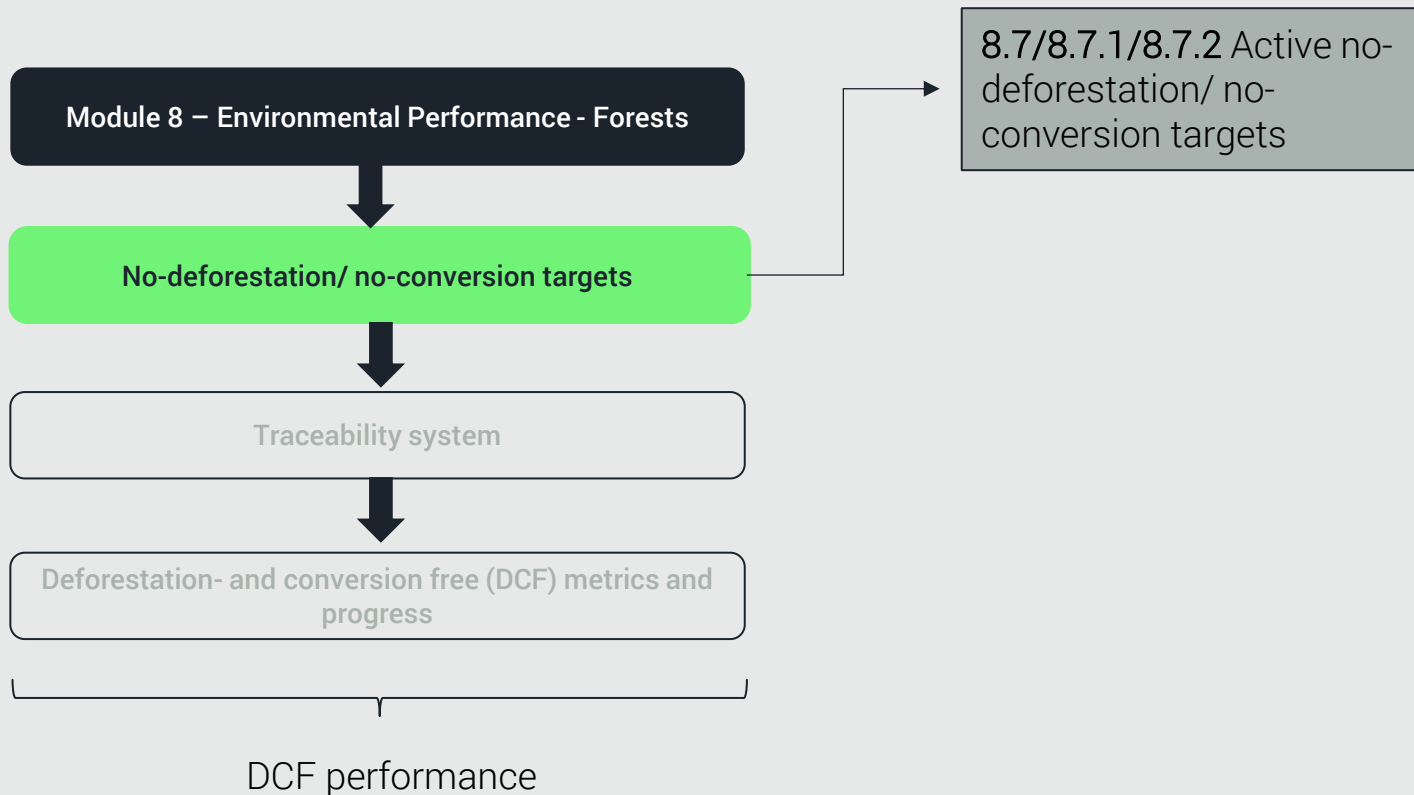 Module 8 – Environmental Performance - Forests
No-deforestation/ no-conversion targets
8.7/8.7.1/8.7.2 Active no-
deforestation/ no-
conversion targets
Traceability system
Deforestation- and conversion free (DCF) metrics and
progress
DCF performance